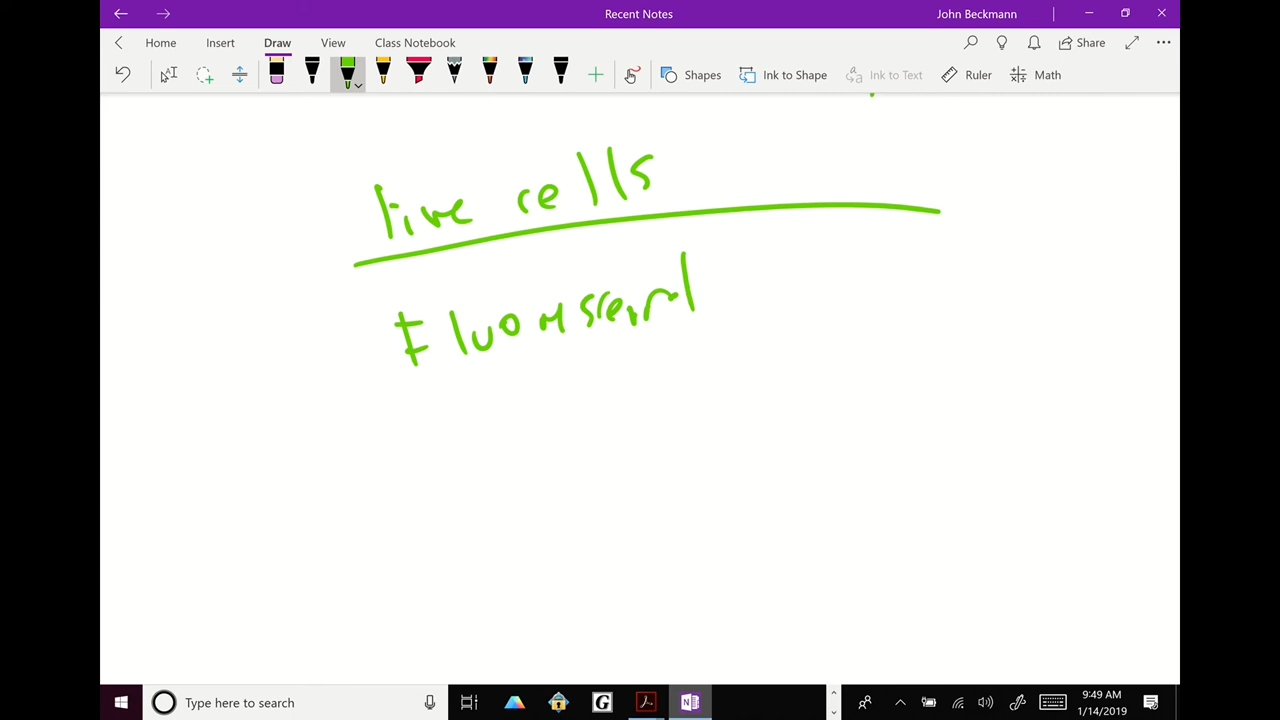 Recent Notes
John Beckmann
Home Insert Draw View Class Notebook
Share
Shapes
Ink to Shape
Ink to Text
Ruler
Math
live cells
Type here to search
9:49 AM
1/14/2019